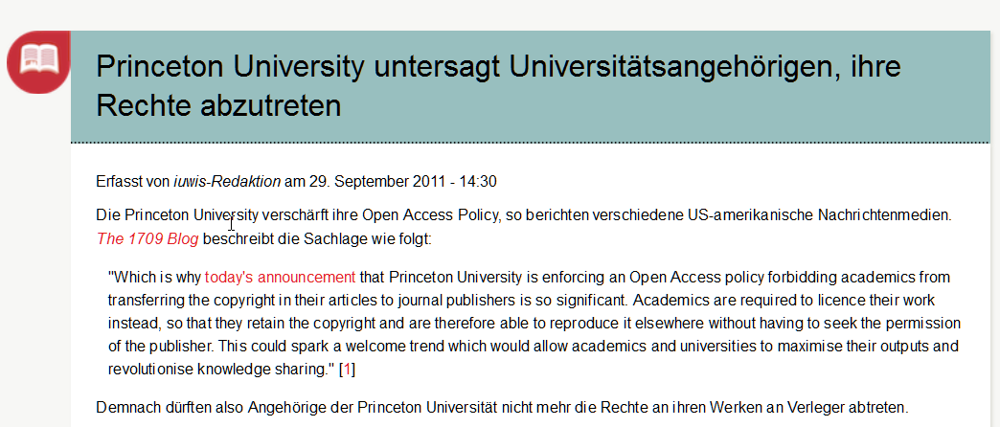 Princeton University untersagt Universitätsangehörigen, ihre
Rechte abzutreten
Erfasst von iuwis-Redaktion am 29. September 2011 - 14:30
Die Princeton University verschärft ihre Open Access Policy, so berichten verschiedene US-amerikanische Nachrichtenmedien.
The 1709 Blog beschreibt die Sachlage wie folgt:
"Which is why today's announcement that Princeton University is enforcing an Open Access policy forbidding academics from
transferring the copyright in their articles to journal publishers is so significant. Academics are required to licence their work
instead, so that they retain the copyright and are therefore able to reproduce it elsewhere without having to seek the permission
of the publisher. This could spark a welcome trend which would allow academics and universities to maximise their outputs and
revolutionise knowledge sharing." [1]
Demnach dürften also Angehörige der Princeton Universität nicht mehr die Rechte an ihren Werken an Verleger abtreten.